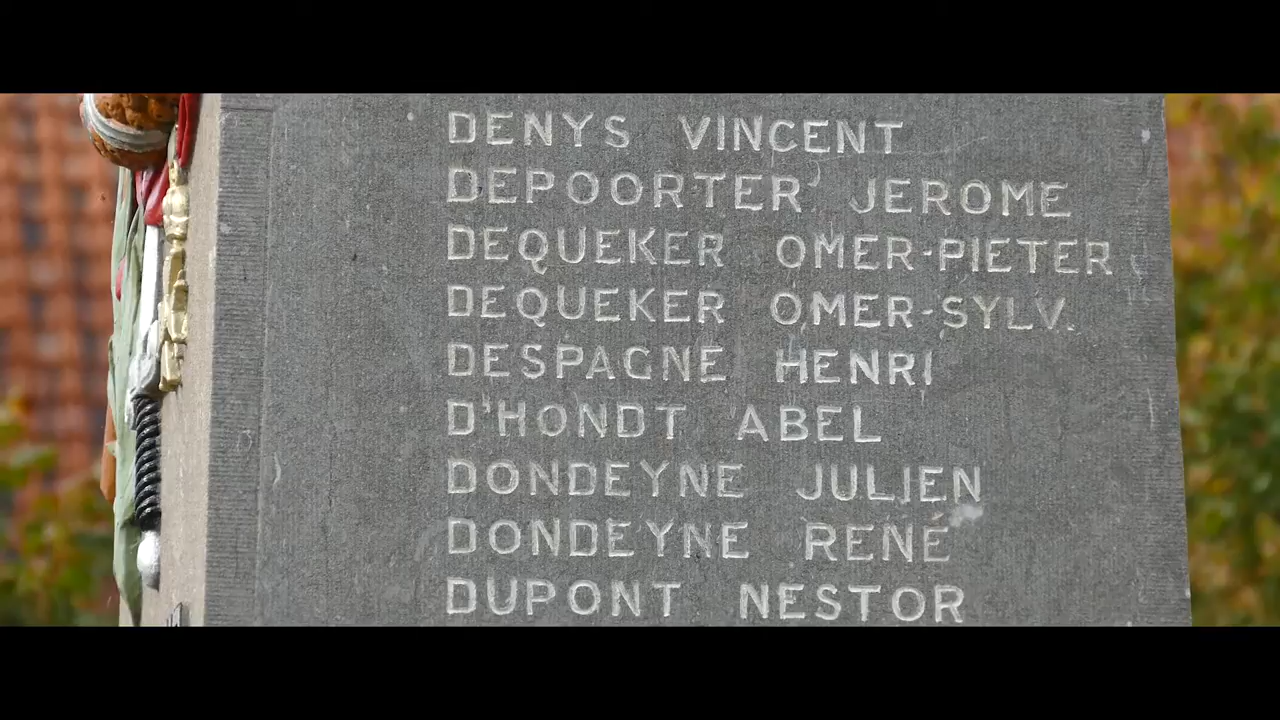 DENYS VINCENT
DEPOORTER JEROME
DEQUEKER OMER-PIETER
DEQUEKER OMER-SYLV.
DESPAGNE HENRI
D'HONDT ABEL
DONDEYNE JULIEN
DONDEYNE RENÉ
DUPONT NESTOR